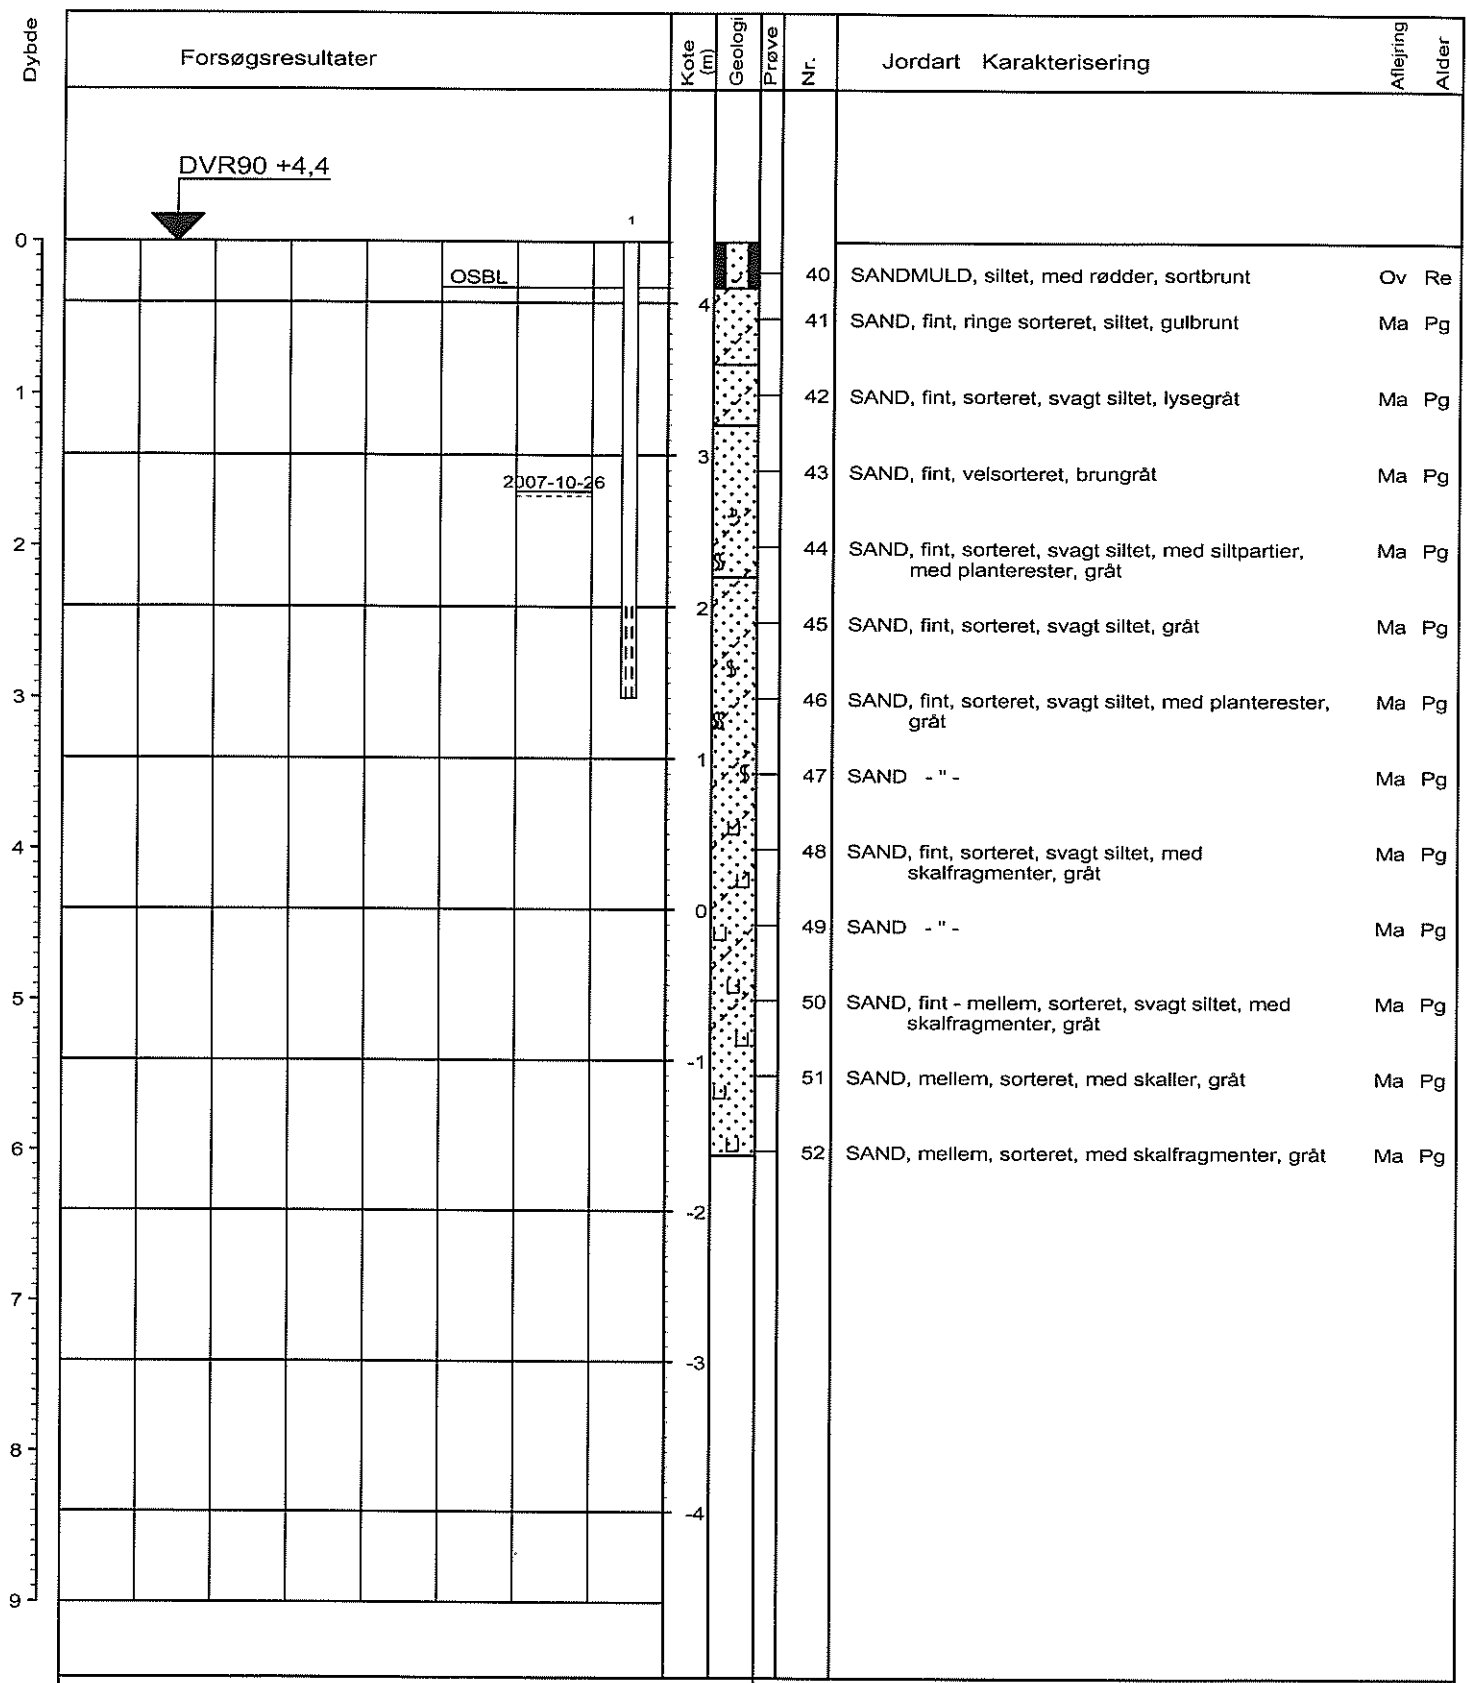 Dybde
Forsøgsresultater
Kote (m)
Geologi
Prøve
Nr.
Jordart Karakterisering
Aflejring
Alder
DVR90 +4,4
1
0
OSBL
40 SANDMULD, siltet, med rødder, sortbrunt Ov Re
4
41 SAND, fint, ringe sorteret, siltet, gulbrunt Ma Pg
1
42 SAND, fint, sorteret, svagt siltet, lysegråt Ma Pg
3
43 SAND, fint, velsorteret, brungråt Ma Pg
2007-10-26
2
44 SAND, fint, sorteret, svagt siltet, med siltpartier, Ma Pg
med planterester, gråt
2
45 SAND, fint, sorteret, svagt siltet, gråt Ma Pg
3
46 SAND, fint, sorteret, svagt siltet, med planterester, Ma Pg
gråt
1
47 SAND - " - Ma Pg
4
48 SAND, fint, sorteret, svagt siltet, med Ma Pg
skalfragmenter, gråt
0
49 SAND - " - Ma Pg
5
50 SAND, fint - mellem, sorteret, svagt siltet, med Ma Pg
skalfragmenter, gråt
-1
51 SAND, mellem, sorteret, med skaller, gråt Ma Pg
6
52 SAND, mellem, sorteret, med skalfragmenter, gråt Ma Pg
-2
7
-3
8
-4
9